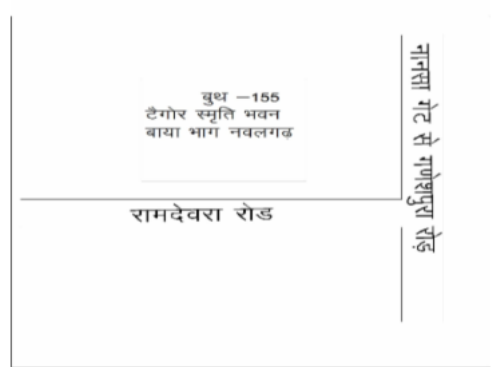 बुथ –155
टैगोर स्मृति भवन
बाया भाग नवलगढ़
रामदेवरा रोड
नानसा गेट से गणेशपुरा रोड़